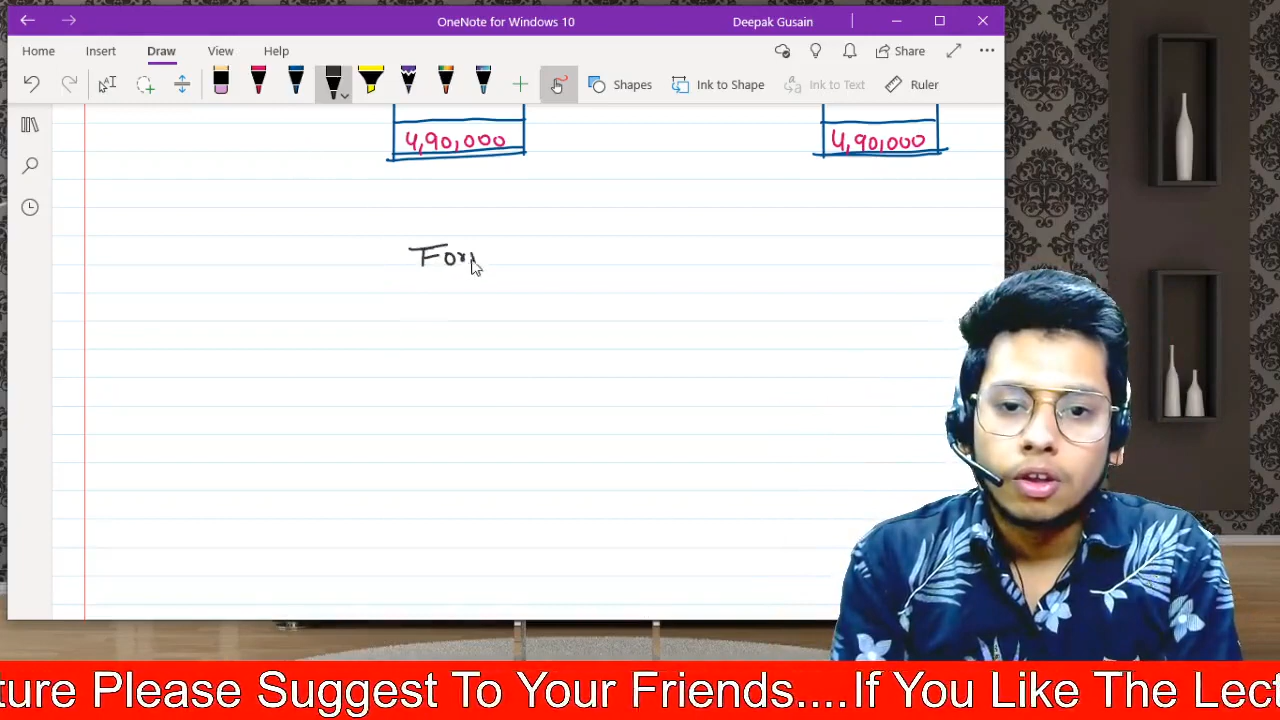 OneNote for Windows 10
Deepak Gusain
Home Insert Draw View Help
Share
Shapes
Ink to Shape
Ink to Text
Ruler
4,90,000
4,90,000
For
ture Please Suggest To Your Friends....If You Like The Lect